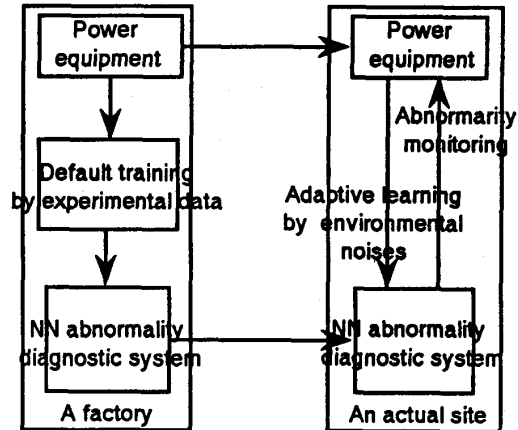 Power
equipment
Default training
by experimental data
NN abnormality
diagnostic system
A factory
Power
equipment
Abnormarity
monitoring
Adaptive learning
by environmental
noises
NN abnormality
diagnostic system
An actual site